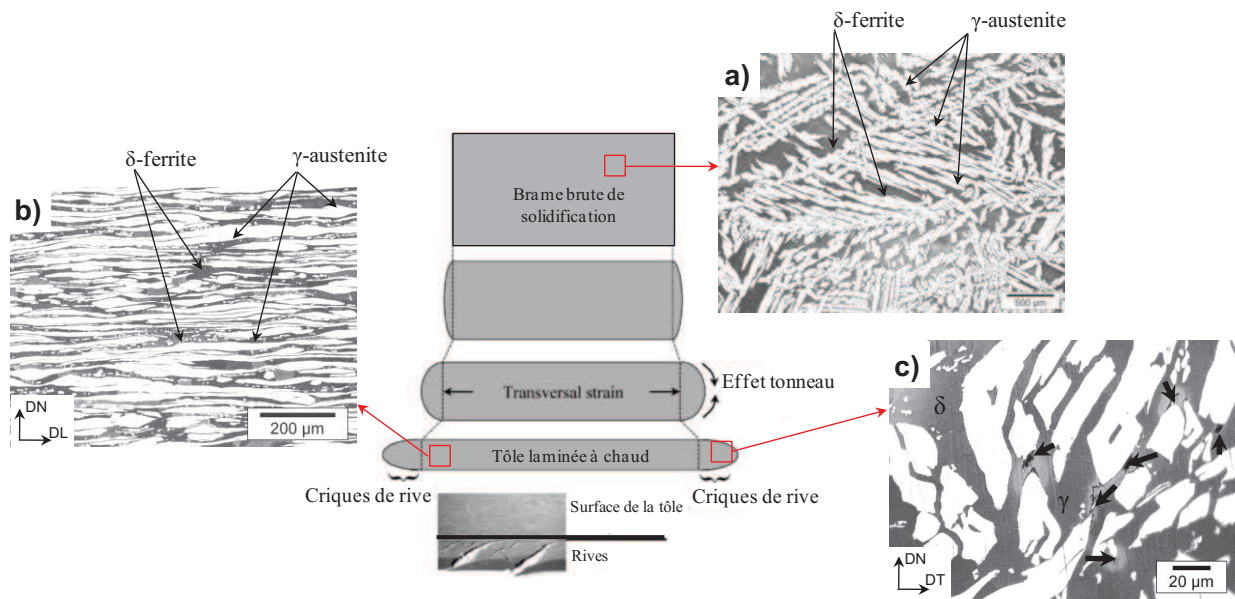 δ-ferrite
γ-austenite
a)
500 µm
δ-ferrite
γ-austenite
b)
DN
DL
200 µm
Brame brute de
solidification
Transversal strain
Effet tonneau
Tôle laminée à chaud
Criques de rive
Criques de rive
Surface de la tôle
Rives
c)
δ
γ
DN
DT
20 µm